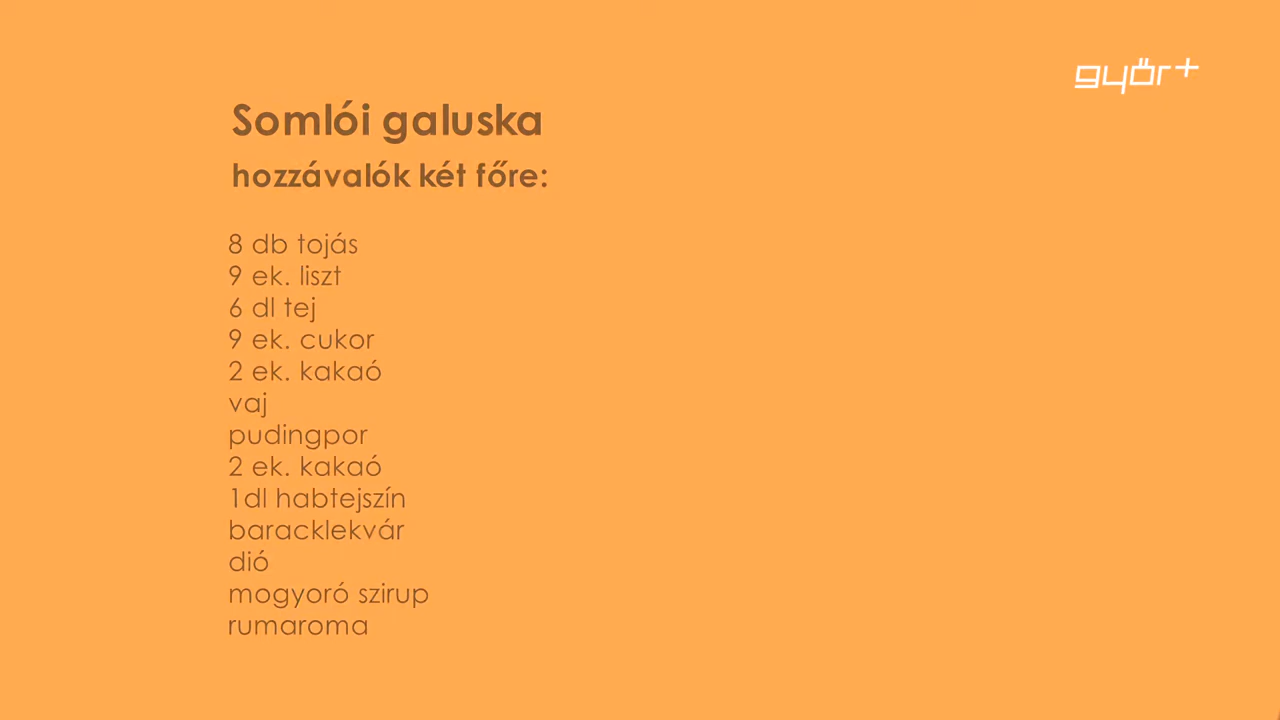 győr+
Somlói galuska
hozzávalók két főre:
8 db tojás
9 ek. liszt
6 dl tej
9 ek. cukor
2 ek. kakaó
vaj
pudingpor
2 ek. kakaó
1dl habtejszín
baracklekvár
dió
mogyoró szirup
rumaroma